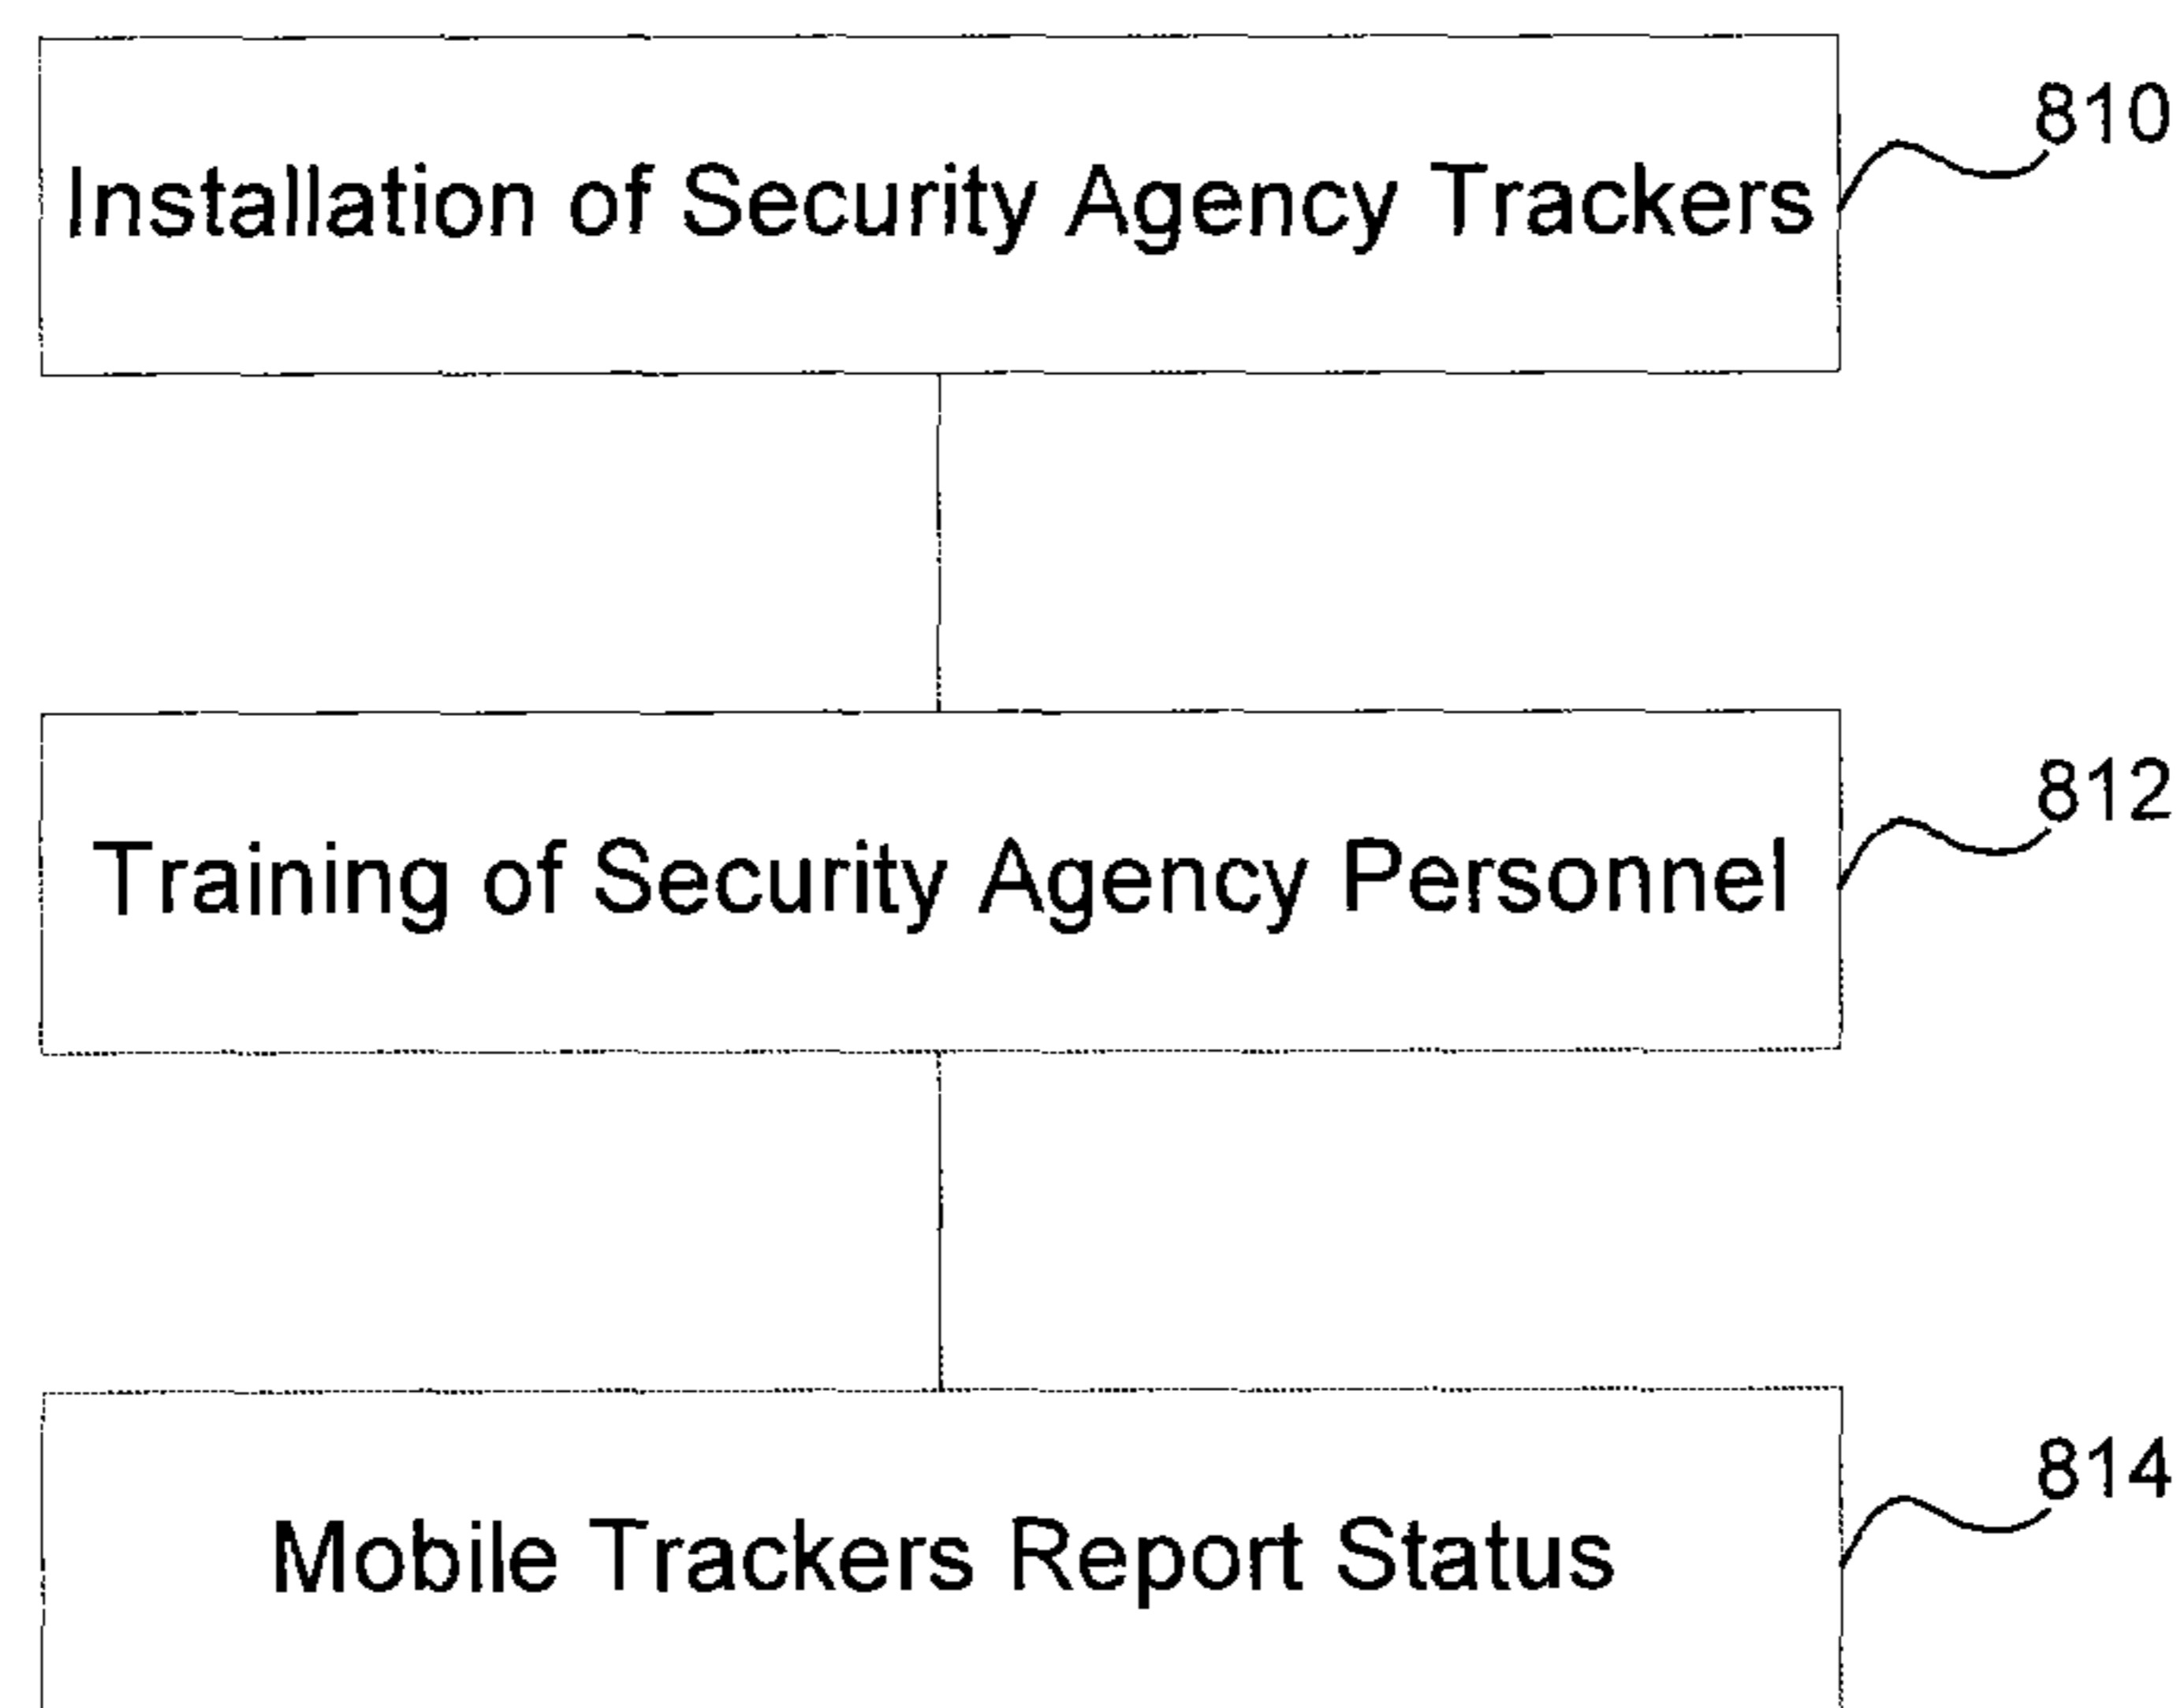 810
Installation of Security Agency Trackers
812
Training of Security Agency Personnel
814
Mobile Trackers Report Status